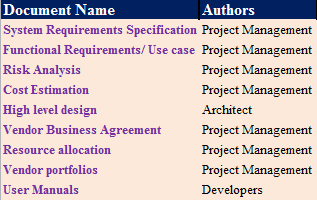 Document Name Authors
System Requirements Specification Project Management
Functional Requirements/ Use case Project Management
Risk Analysis Project Management
Cost Estimation Project Management
High level design Architect
Vendor Business Agreement Project Management
Resource allocation Project Management
Vendor portfolios Project Management
User Manuals Developers